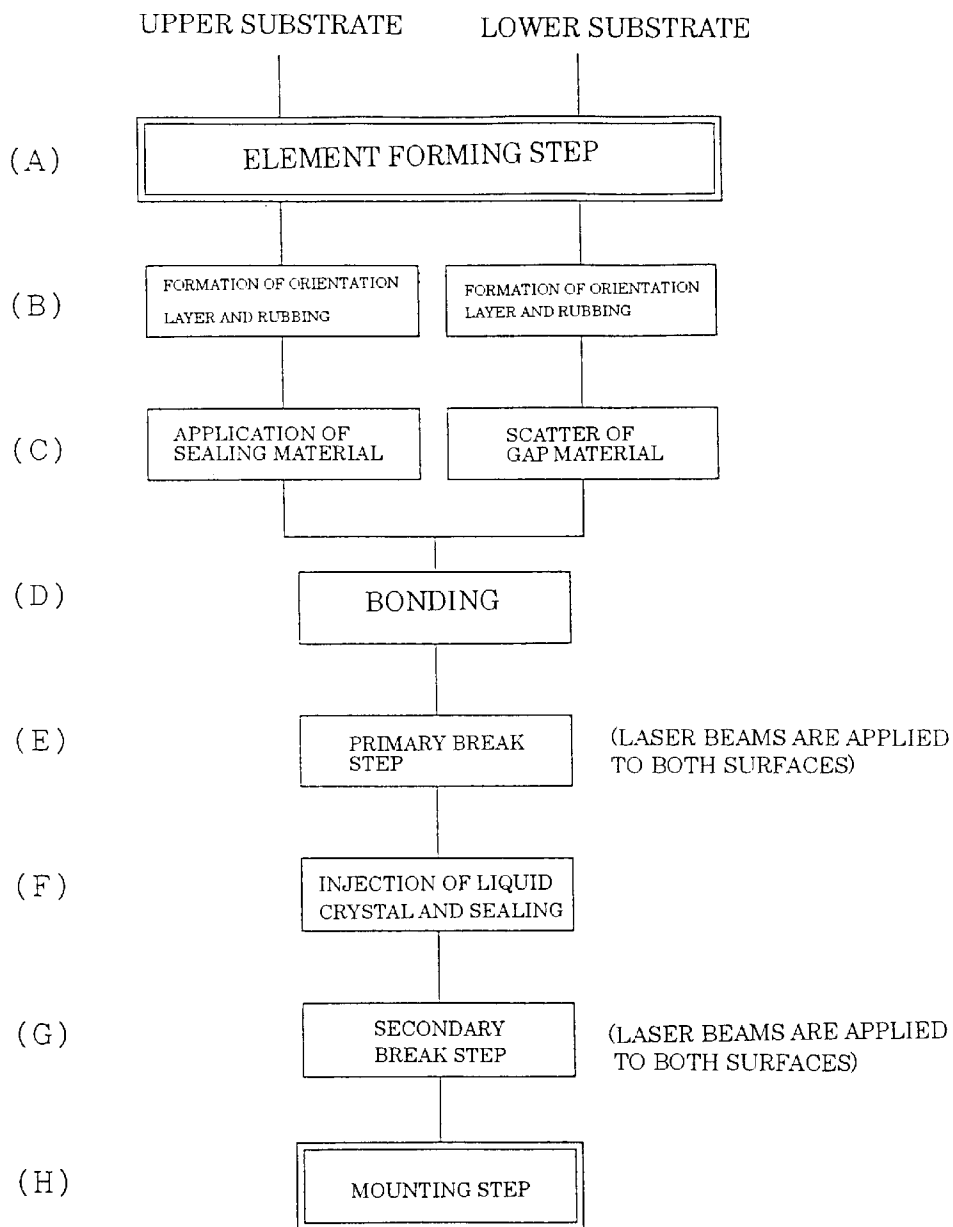 UPPER SUBSTRATE LOWER SUBSTRATE
(A) ELEMENT FORMING STEP
(B)
FORMATION OF ORIENTATION
LAYER AND RUBBING
FORMATION OF ORIENTATION
LAYER AND RUBBING
(C)
APPLICATION OF
SEALING MATERIAL
SCATTER OF
GAP MATERIAL
(D) BONDING
(E)
PRIMARY BREAK
STEP
(LASER BEAMS ARE APPLIED
TO BOTH SURFACES)
(F)
INJECTION OF LIQUID
CRYSTAL AND SEALING
(G)
SECONDARY
BREAK STEP
(LASER BEAMS ARE APPLIED
TO BOTH SURFACES)
(H) MOUNTING STEP